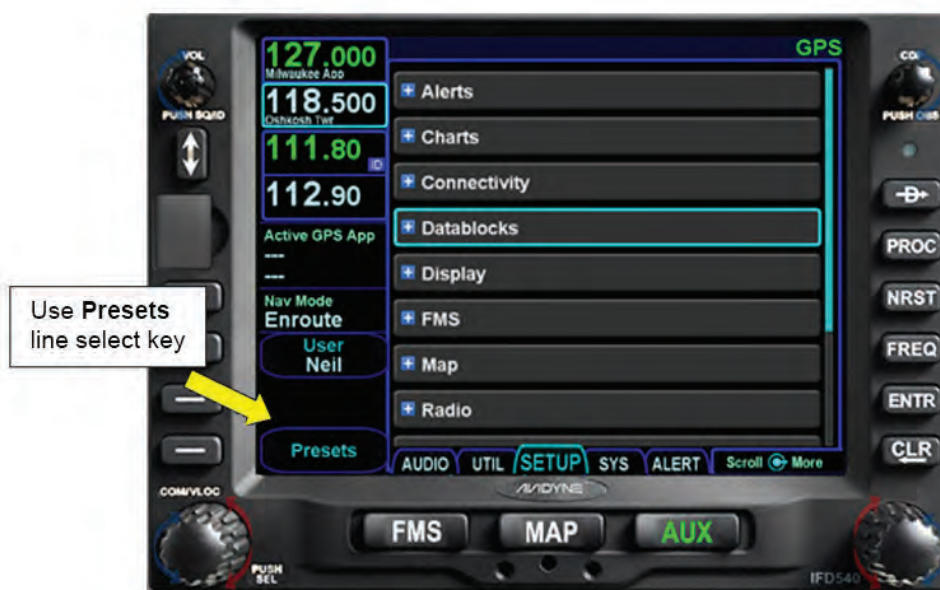 VOL
PUSH SQ/ID
127.000
Milwaukee App
118.500
Oshkosh Twr
111.80
ID
112.90
Active GPS App
---
---
Nav Mode
Enroute
User
Neil
Presets
GPS
Alerts
Charts
Connectivity
Datablocks
Display
FMS
Map
Radio
AUDIO UTIL SETUP SYS ALERT Scroll More
Use Presets
line select key
PUSH OBS
D
PROC
NRST
FREQ
ENTR
CLR
AVIDYNE
COM/VLOC
PUSH
SEL
FMS MAP AUX
IFD540